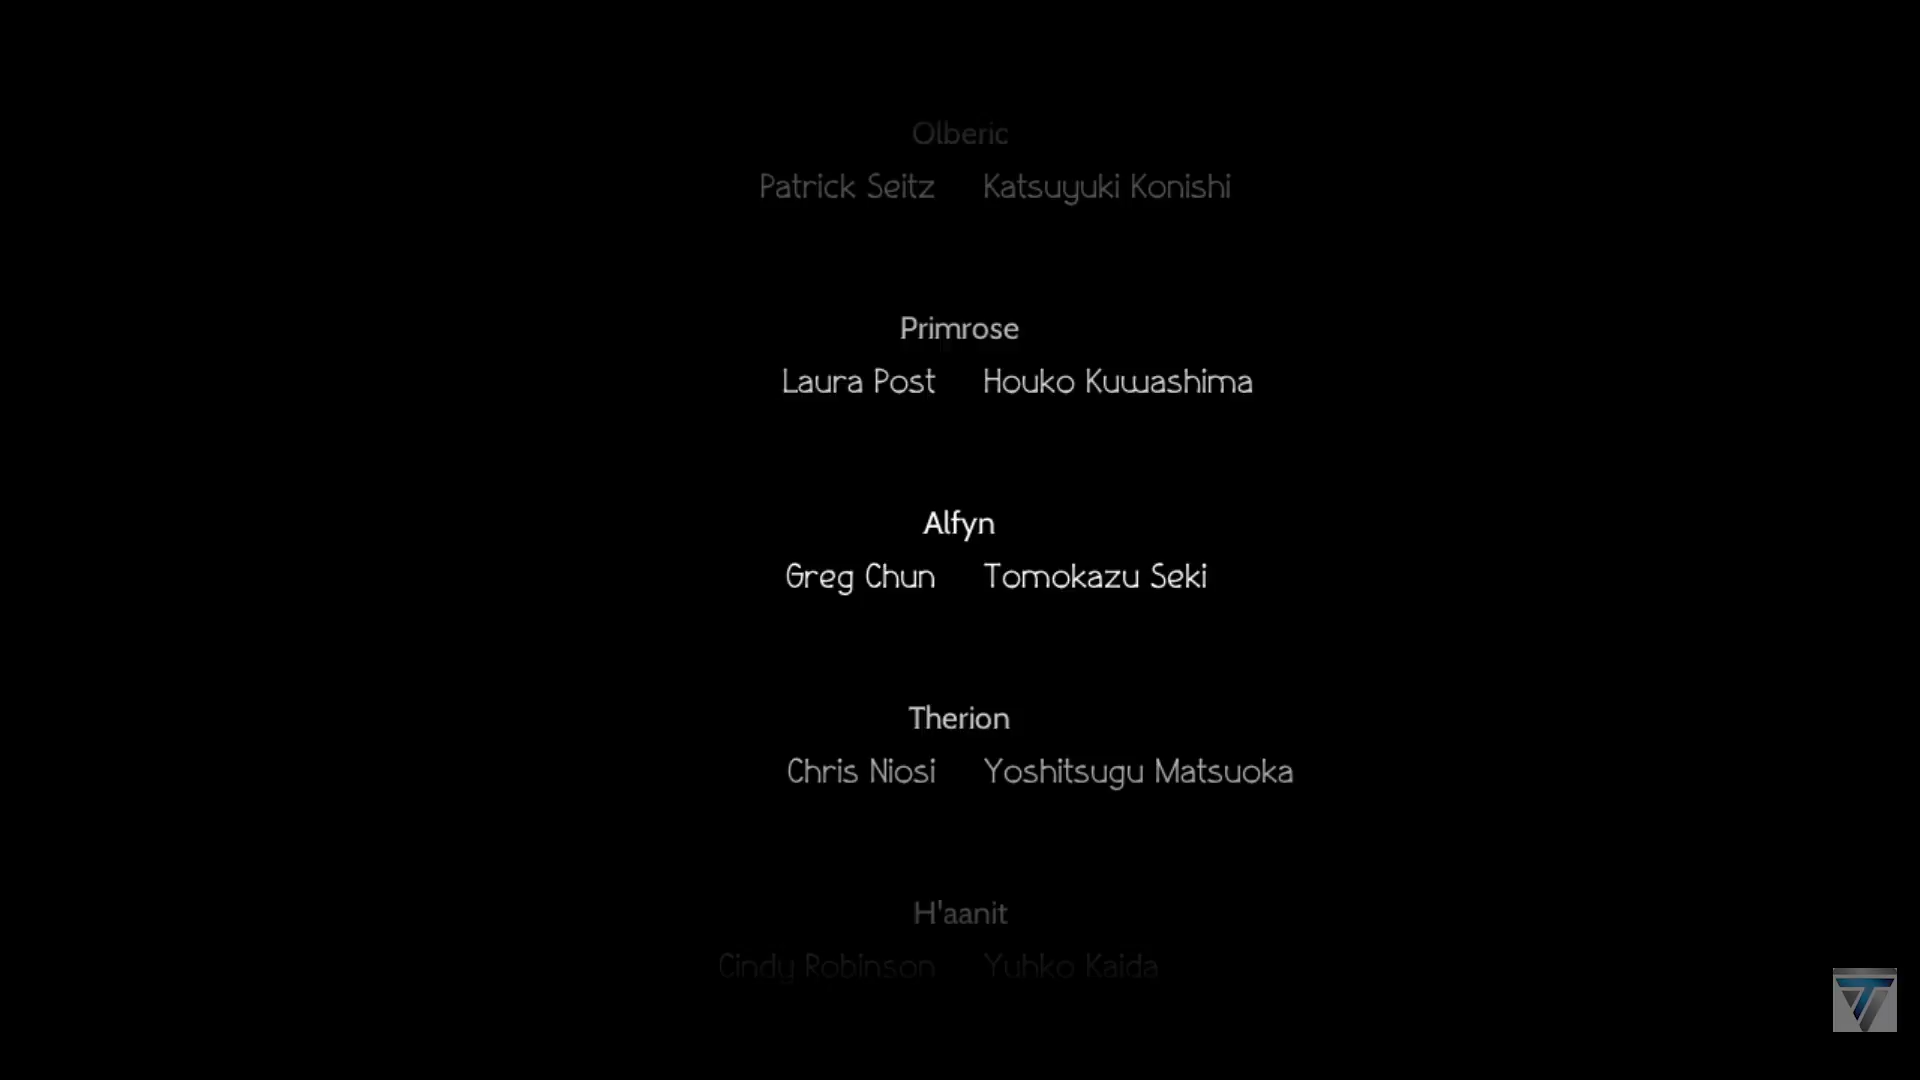 Olberic
Patrick Seitz Katsuyuki Konishi
Primrose
Laura Post Houko Kuwashima
Alfyn
Greg Chun Tomokazu Seki
Therion
Chris Niosi Yoshitsugu Matsuoka
H'aanit
Cindy Robinson Yuhko Kaida